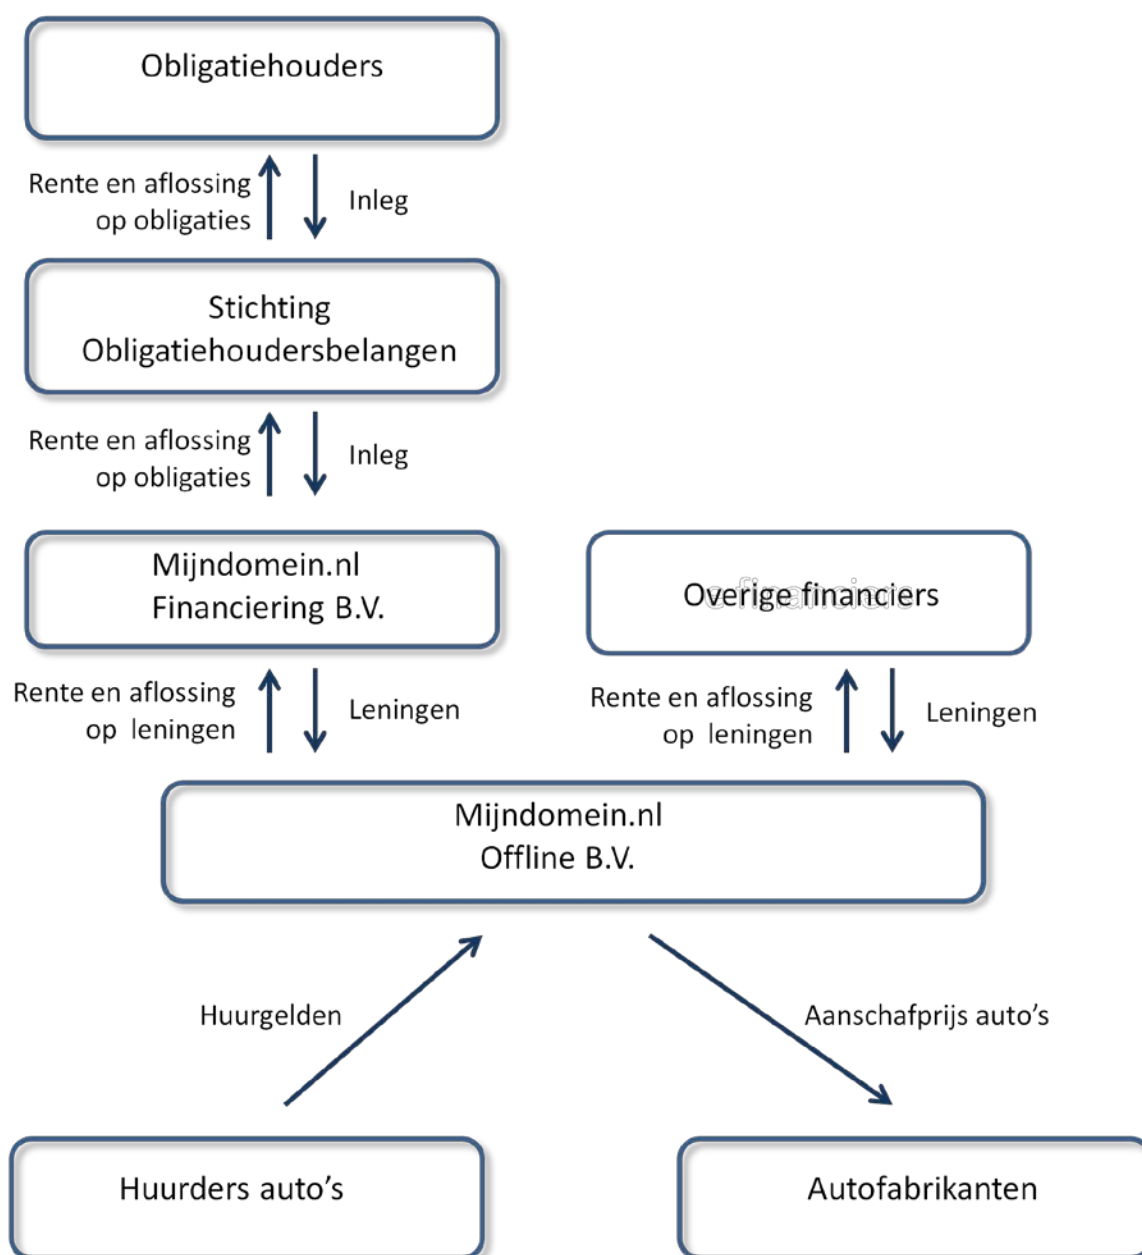 Obligatiehouders
Rente en aflossing
op obligaties
Inleg
Stichting
Obligatiehoudersbelangen
Rente en aflossing
op obligaties
Inleg
Mijndomein.nl
Financiering B.V.
Overige financiers
Rente en aflossing
op leningen
Leningen
Rente en aflossing
op leningen
Leningen
Mijndomein.nl
Offline B.V.
Huurgelden
Aanschafprijs auto’s
Huurders auto’s
Autofabrikanten